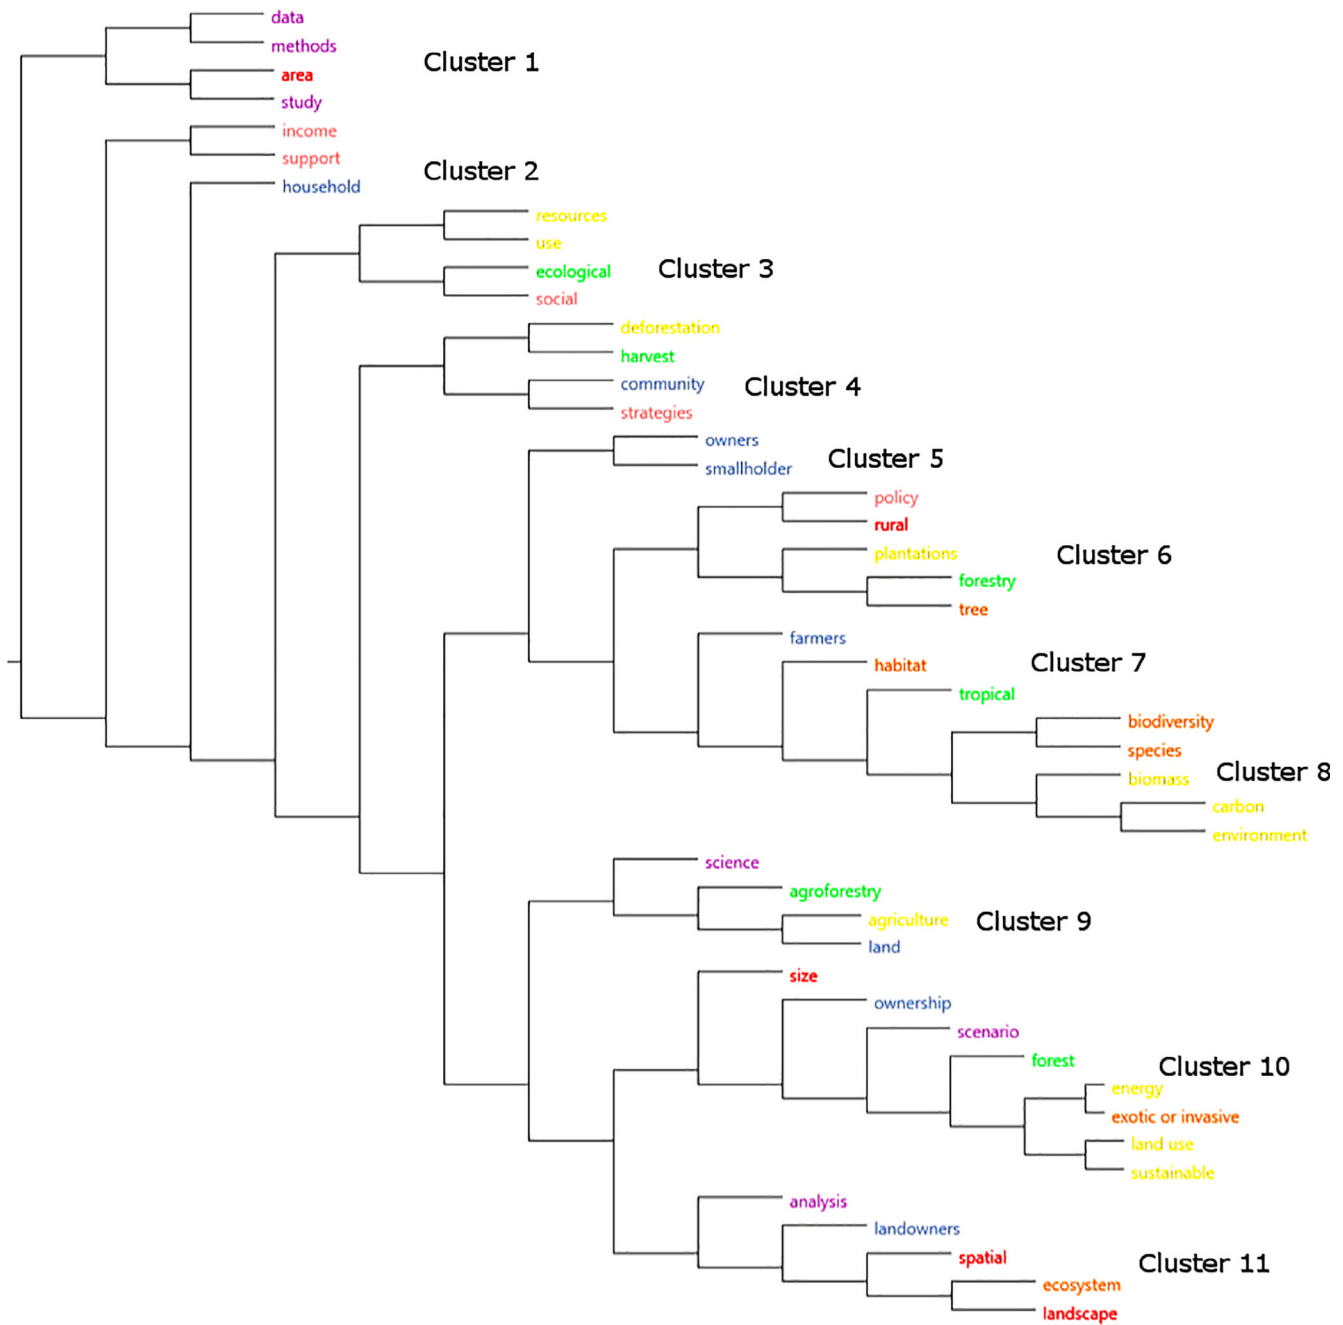 data
methods
Cluster 1
area
study
income
support
Cluster 2
household
resources
use
ecological
Cluster 3
social
deforestation
harvest
community
Cluster 4
strategies
owners
Cluster 5
smallholder
policy
rural
plantations
Cluster 6
forestry
tree
farmers
habitat
Cluster 7
tropical
biodiversity
species
biomass
Cluster 8
carbon
environment
science
agroforestry
agriculture
Cluster 9
land
size
ownership
scenario
forest
Cluster 10
energy
exotic or invasive
land use
sustainable
analysis
landowners
spatial
Cluster 11
ecosystem
landscape